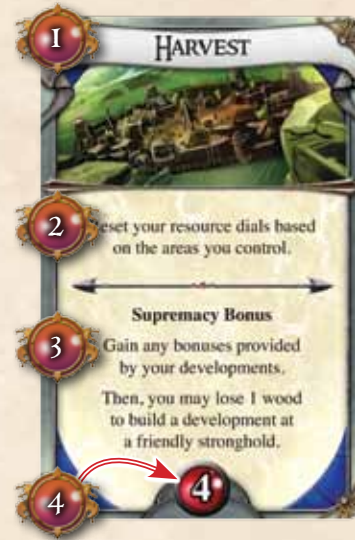 1
HARVEST
2
eset your resource dials based
on the areas you control.
Supremacy Bonus
3
Gain any bonuses provided
by your developments.
Then, you may lose 1 wood
to build a development at
a friendly stronghold.
4
4